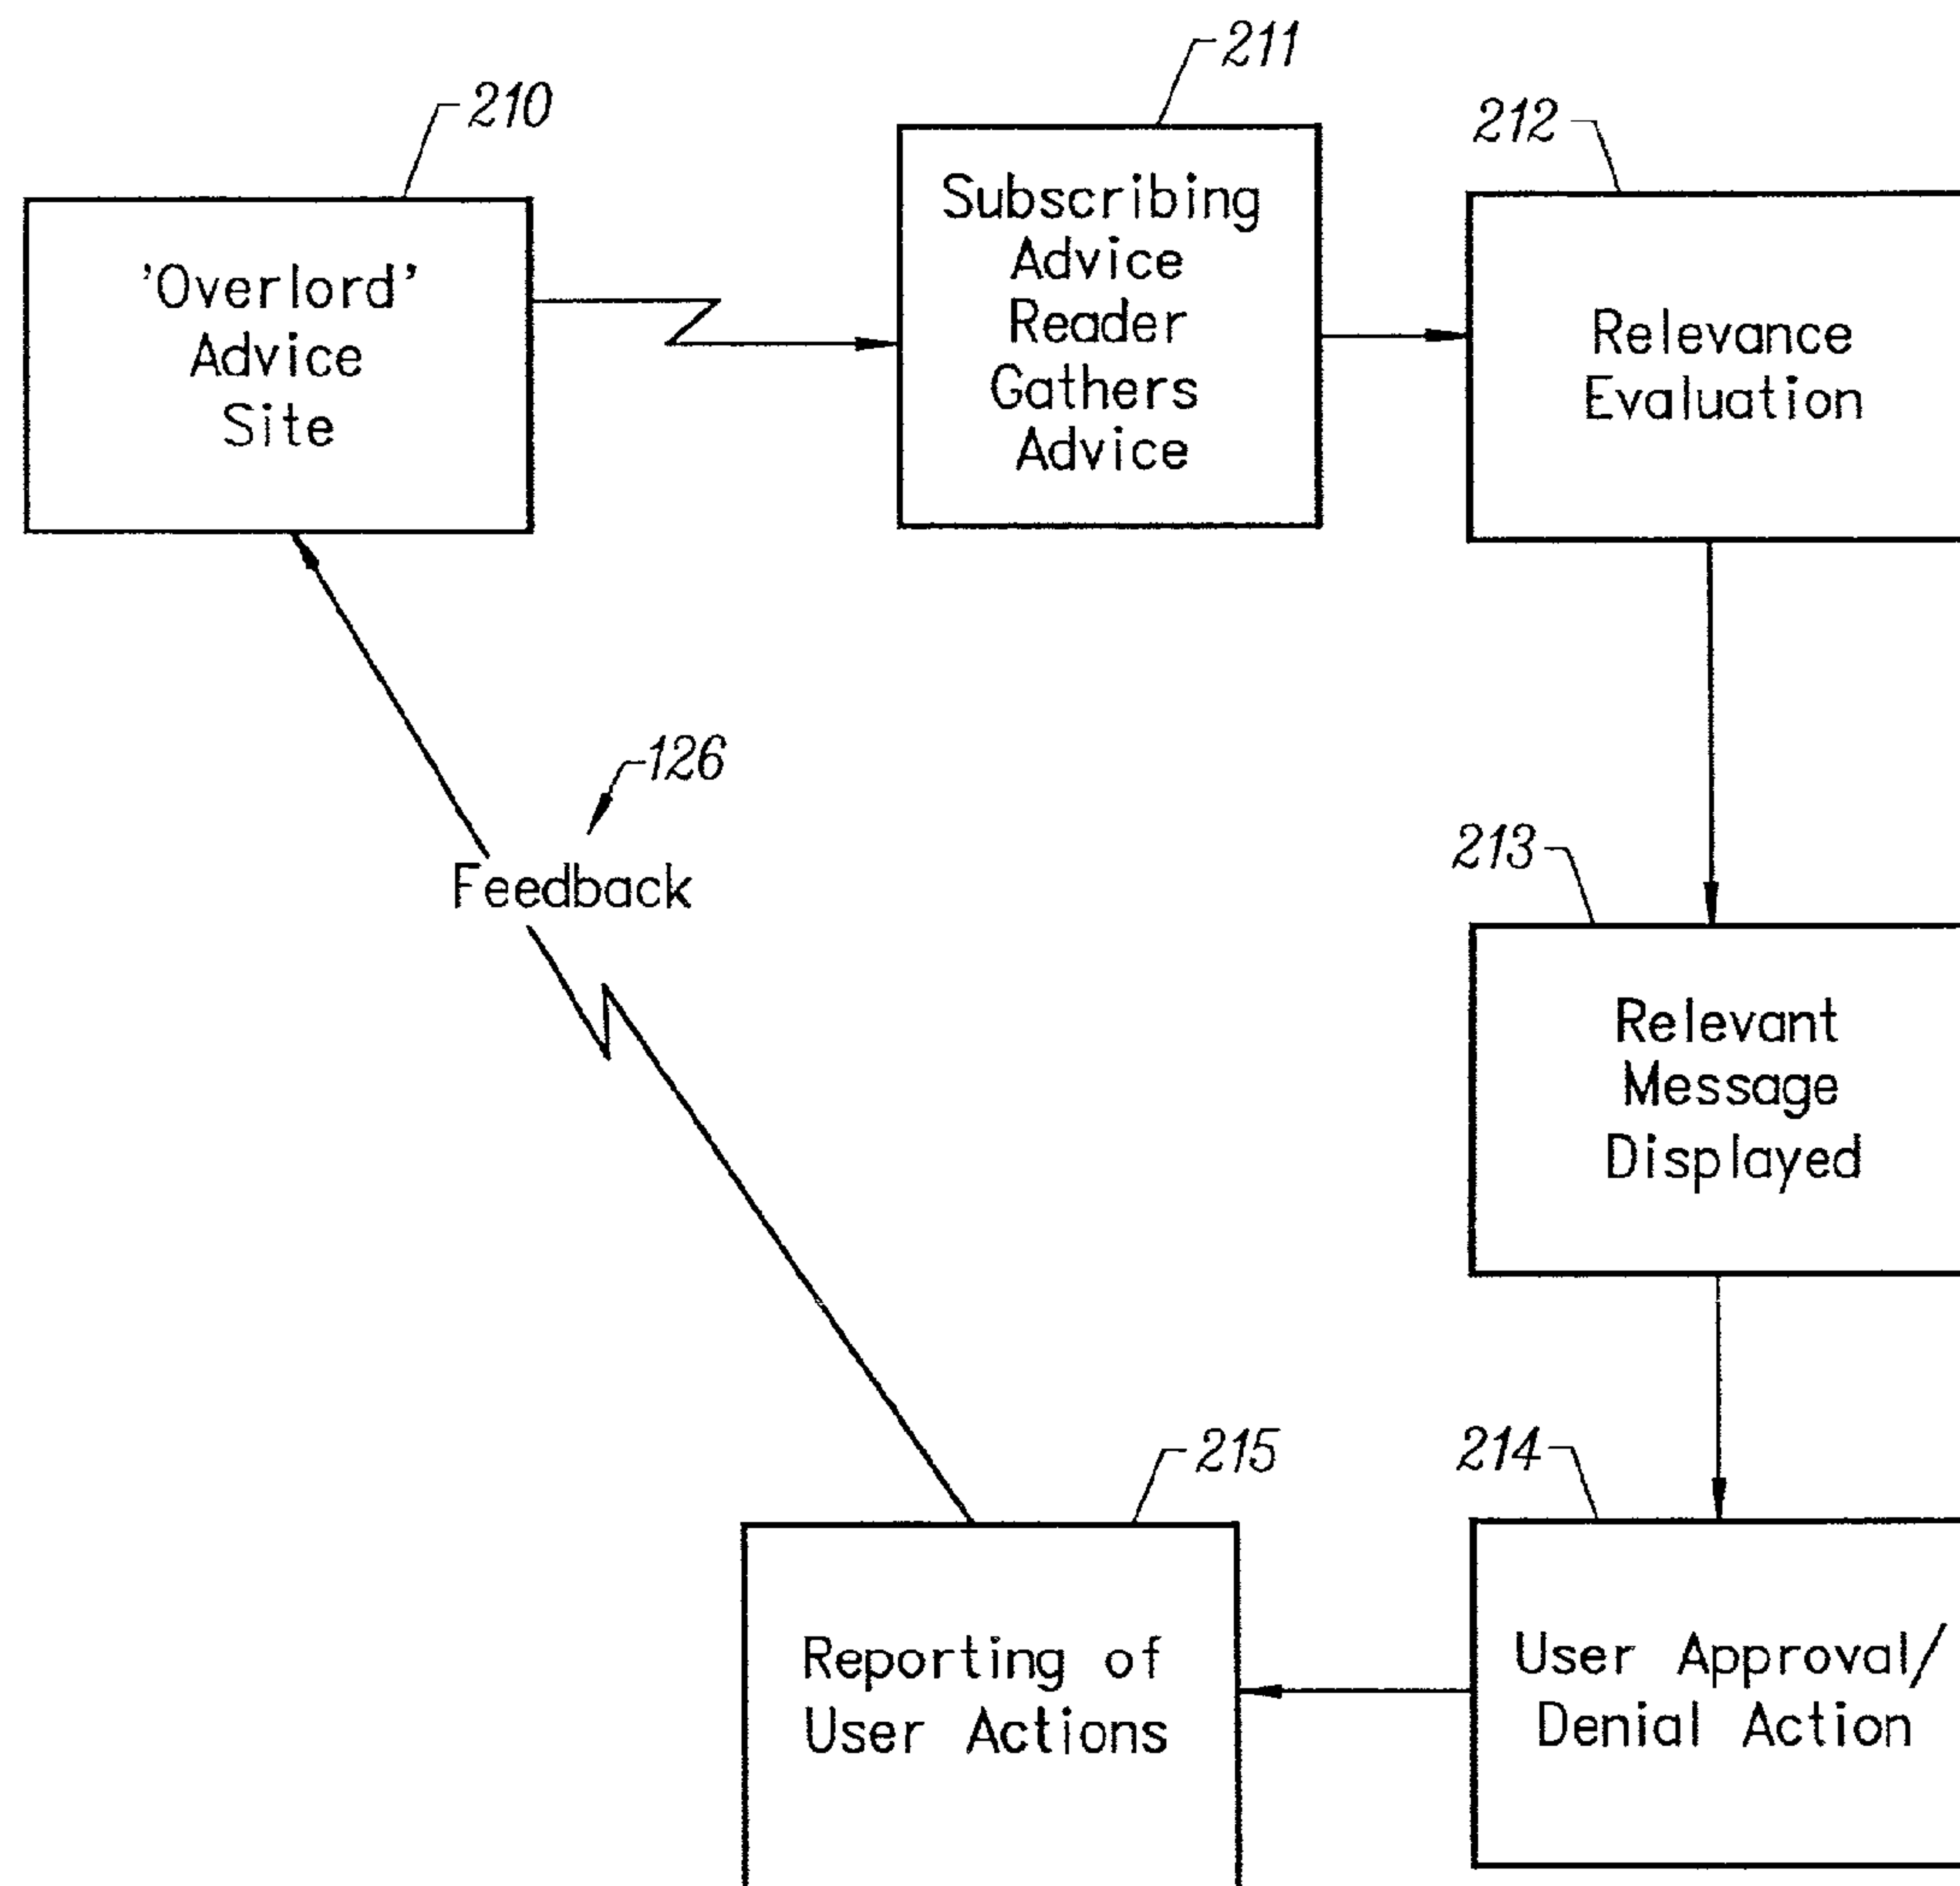 210
211
212
'Overlord'
Advice
Site
Subscribing
Advice
Reader
Gathers
Advice
Relevance
Evaluation
126
Feedback
213
Relevant
Message
Displayed
215
214
Reporting of
User Actions
User Approval/
Denial Action